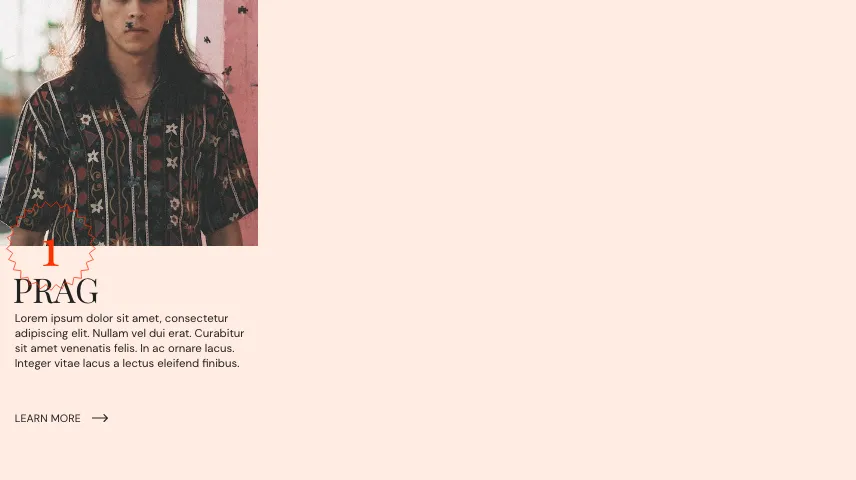 1
PRAG
Lorem ipsum dolor sit amet, consectetur
adipiscing elit. Nullam vel dui erat. Curabitur
sit amet venenatis felis. In ac ornare lacus.
Integer vitae lacus a lectus eleifend finibus.
LEARN MORE